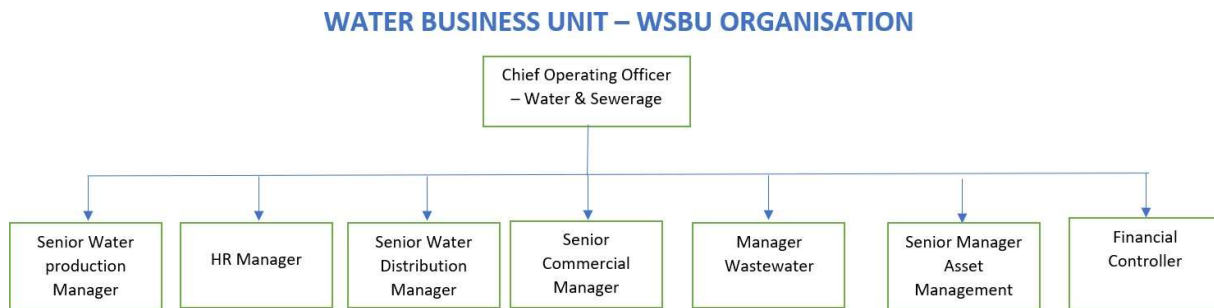 WATER BUSINESS UNIT – WSBU ORGANISATION
Chief Operating Officer
– Water & Sewerage
Senior Water
production
Manager
HR Manager
Senior Water
Distribution
Manager
Senior
Commercial
Manager
Manager
Wastewater
Senior Manager
Asset
Management
Financial
Controller